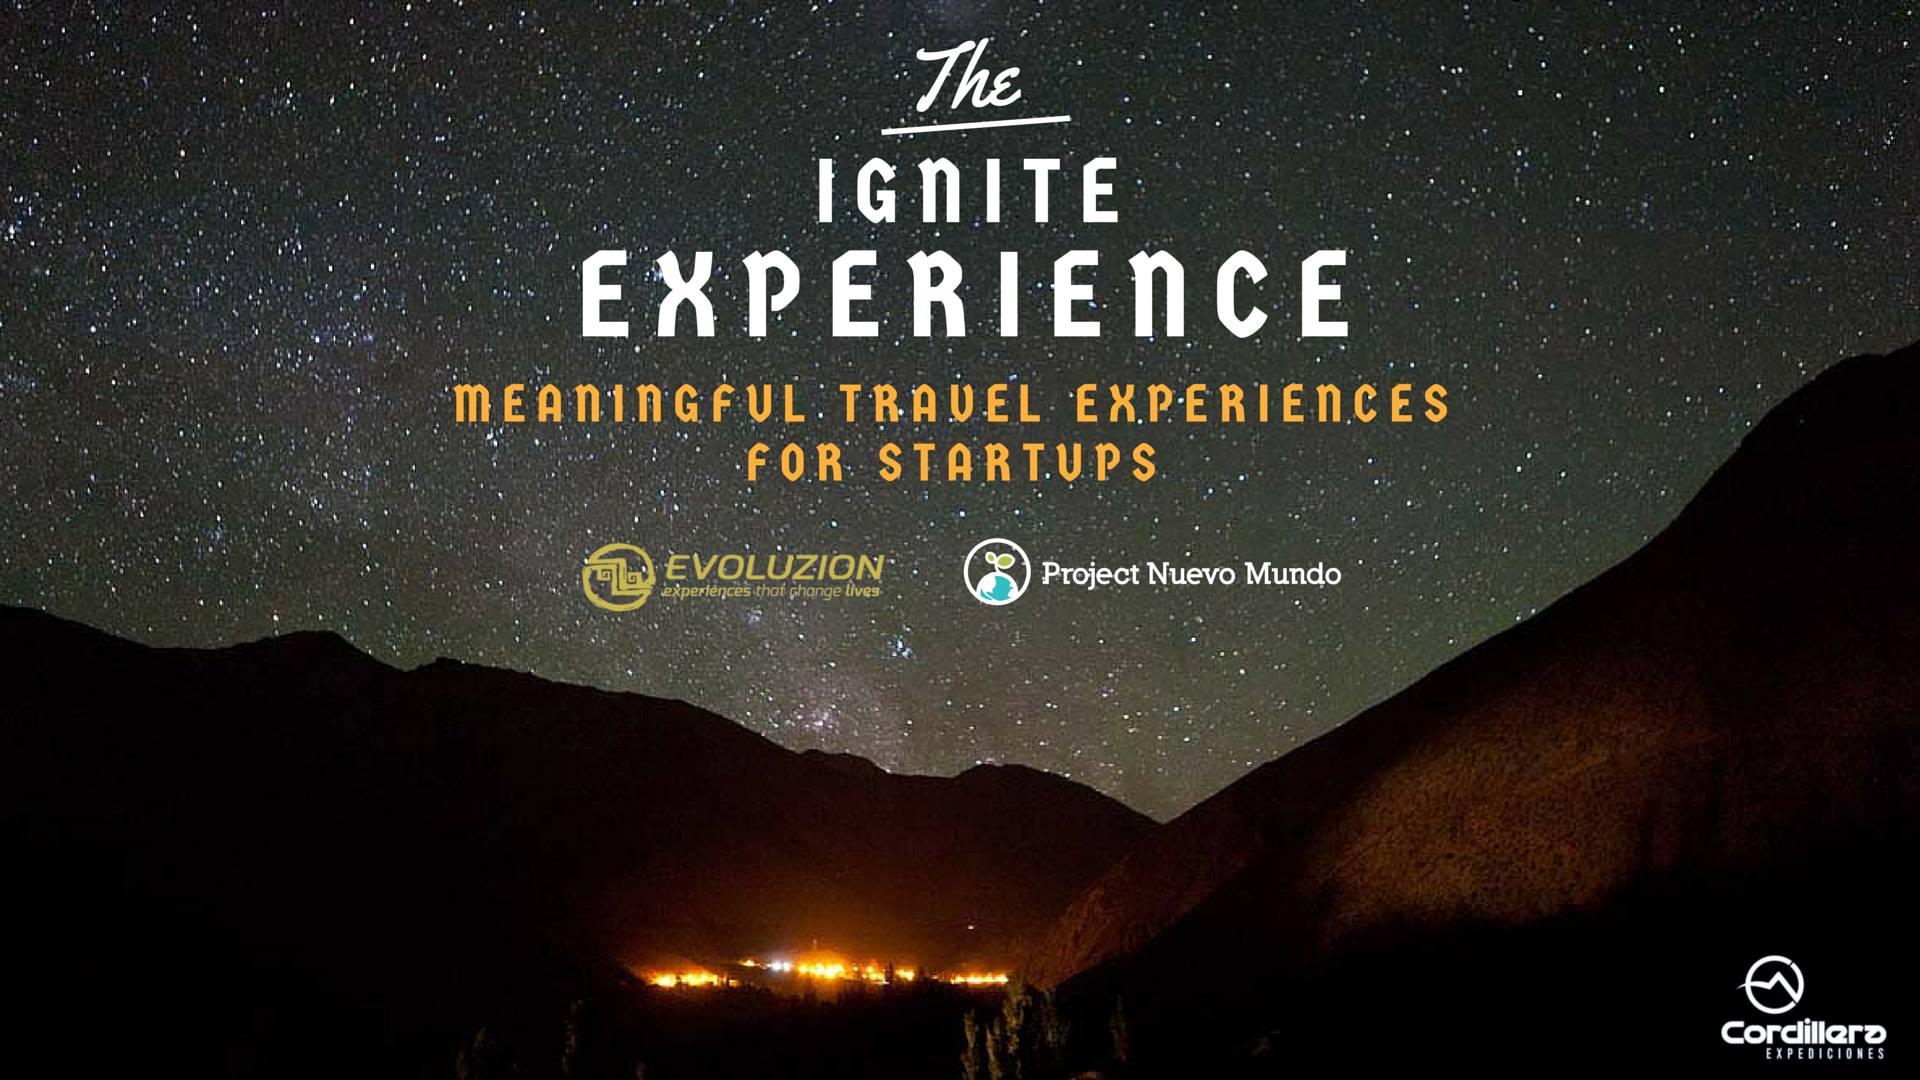 The
IGNITE
EXPERIENCE
MEANINGFUL TRAVEL EXPERIENCES
FOR STARTUPS
EVOLUZION
experiences that change lives
Project Nuevo Mundo
Cordillera
EXPEDICIONES